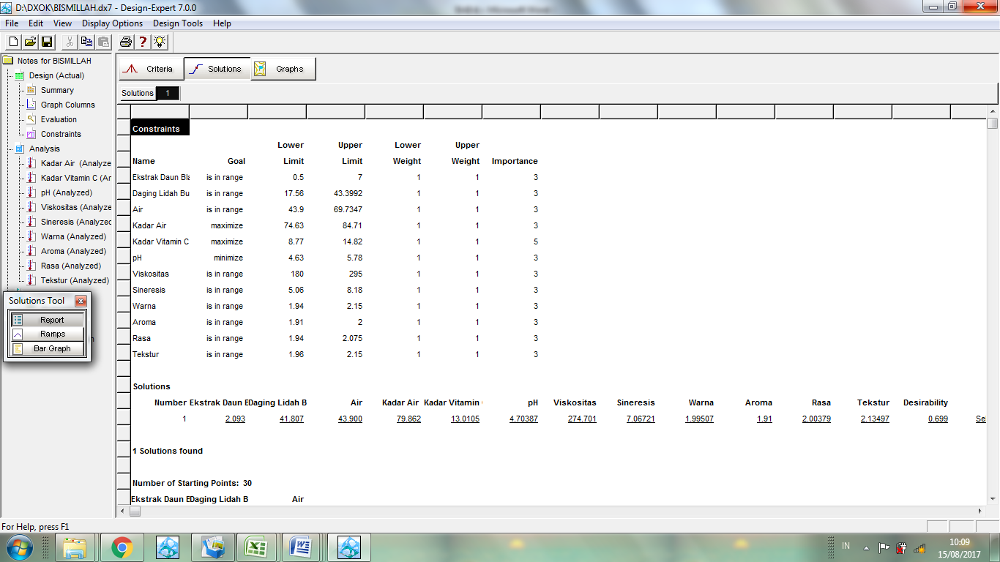 D:\DXOK\BISMILLAH.dx7 - Design-Expert 7.0.0
File Edit View Display Options Design Tools Help
Notes for BISMILLAH
Design (Actual)
Summary
Graph Columns
Evaluation
Constraints
Analysis
Kadar Air (Analyze
Kadar Vitamin C (Ar
pH (Analyzed)
Viskositas (Analyze
Sineresis (Analyzed
Warna (Analyzed)
Aroma (Analyzed)
Rasa (Analyzed)
Tekstur (Analyzed)
Solutions Tool
Report
Ramps
Bar Graph
Criteria Solutions Graphs
Solutions 1
Constraints
Lower Upper Lower Upper
Name Goal Limit Limit Weight Weight Importance
Ekstrak Daun Bla is in range 0.5 7 1 1 3
Daging Lidah Bu is in range 17.56 43.3992 1 1 3
Air is in range 43.9 69.7347 1 1 3
Kadar Air maximize 74.63 84.71 1 1 3
Kadar Vitamin C maximize 8.77 14.82 1 1 5
pH minimize 4.63 5.78 1 1 3
Viskositas is in range 180 295 1 1 3
Sineresis is in range 5.06 8.18 1 1 3
Warna is in range 1.94 2.15 1 1 3
Aroma is in range 1.91 2 1 1 3
Rasa is in range 1.94 2.075 1 1 3
Tekstur is in range 1.96 2.15 1 1 3
Solutions
Number Ekstrak Daun B Daging Lidah B Air Kadar Air Kadar Vitamin pH Viskositas Sineresis Warna Aroma Rasa Tekstur Desirability
1 2.093 41.807 43.900 79.862 13.0105 4.70387 274.701 7.06721 1.99507 1.91 2.00379 2.13497 0.699 Se
1 Solutions found
Number of Starting Points: 30
Ekstrak Daun B Daging Lidah B Air
For Help, press F1
IN
10:09
15/08/2017